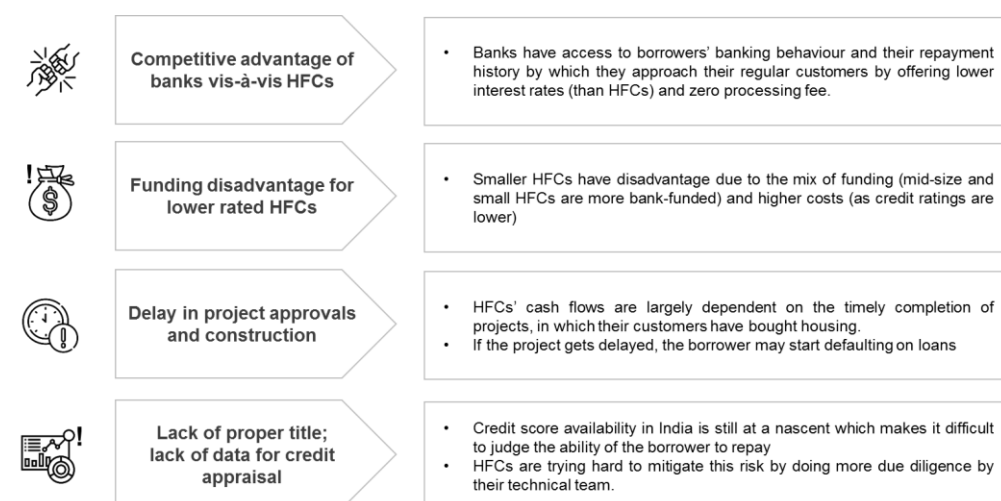 Competitive advantage of
banks vis-à-vis HFCs
• Banks have access to borrowers' banking behaviour and their repayment
history by which they approach their regular customers by offering lower
interest rates (than HFCs) and zero processing fee.
!
$
Funding disadvantage for
lower rated HFCs
• Smaller HFCs have disadvantage due to the mix of funding (mid-size and
small HFCs are more bank-funded) and higher costs (as credit ratings are
lower)
!
Delay in project approvals
and construction
• HFCs' cash flows are largely dependent on the timely completion of
projects, in which their customers have bought housing.
• If the project gets delayed, the borrower may start defaulting on loans
!
Lack of proper title;
lack of data for credit
appraisal
• Credit score availability in India is still at a nascent which makes it difficult
to judge the ability of the borrower to repay
• HFCs are trying hard to mitigate this risk by doing more due diligence by
their technical team.